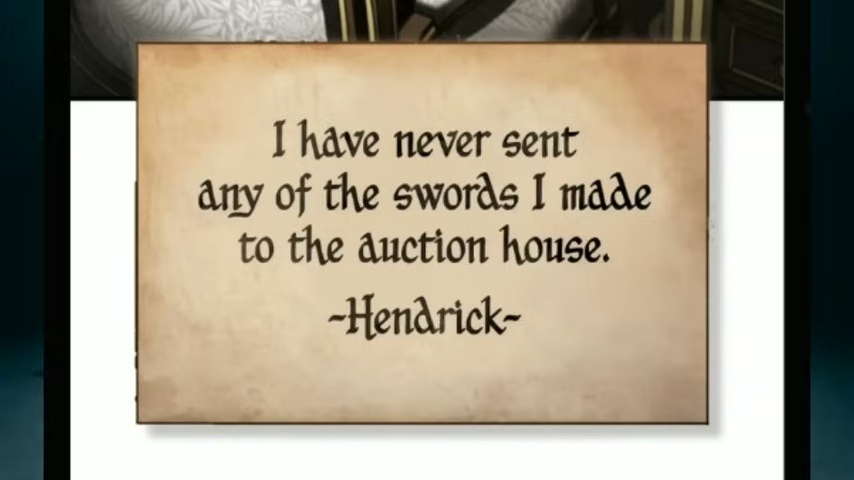 I have never sent
any of the swords I made
to the auction house.
~Hendrick~